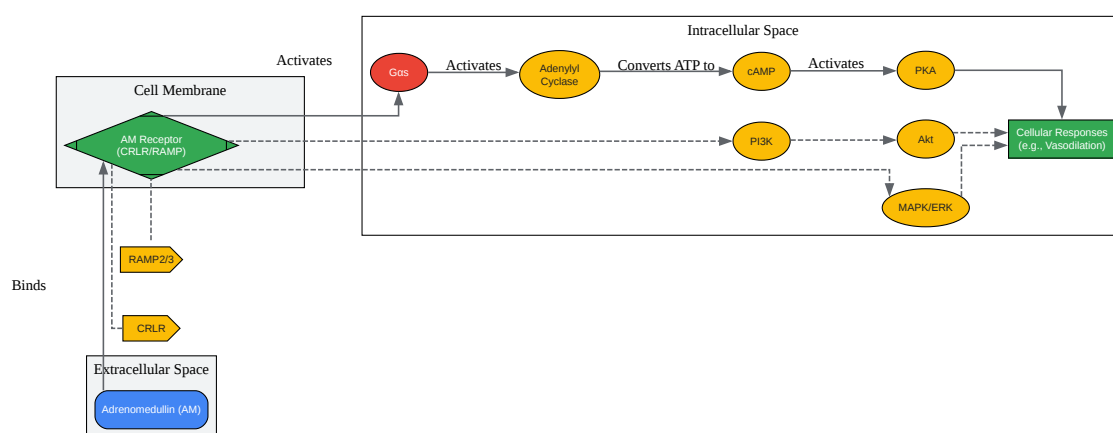 Intracellular Space
Activates
Gαs
Activates
Adenylyl
Cyclase
Converts ATP to
cAMP
Activates
PKA
Cell Membrane
AM Receptor
(CRLR/RAMP)
PI3K
Akt
Cellular Responses
(e.g., Vasodilation)
MAPK/ERK
RAMP2/3
Binds
CRLR
Extracellular Space
Adrenomedullin (AM)